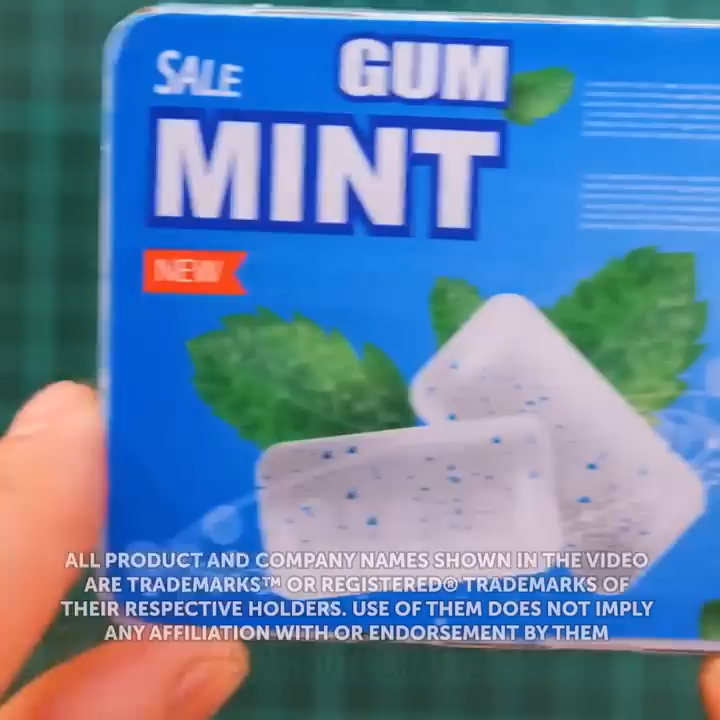 SALE
GUM
MINT
NEW
ALL PRODUCT AND COMPANY NAMES SHOWN IN THE VIDEO
ARE TRADEMARKS™ OR REGISTERED® TRADEMARKS OF
THEIR RESPECTIVE HOLDERS. USE OF THEM DOES NOT IMPLY
ANY AFFILIATION WITH OR ENDORSEMENT BY THEM